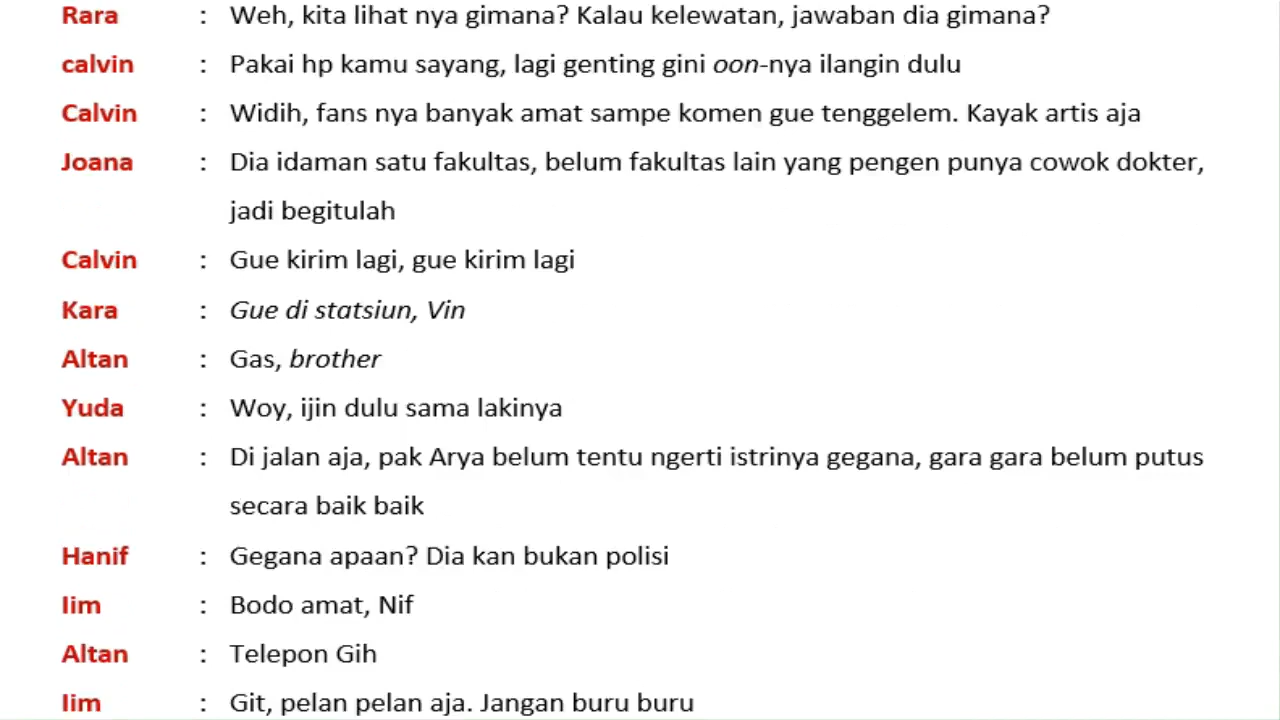 Rara : Weh, kita lihat nya gimana? Kalau kelewatan, jawaban dia gimana?
calvin : Pakai hp kamu sayang, lagi genting gini oon-nya ilangin dulu
Calvin : Widih, fans nya banyak amat sampe komen gue tenggelem. Kayak artis aja
Joana : Dia idaman satu fakultas, belum fakultas lain yang pengen punya cowok dokter,
jadi begitulah
Calvin : Gue kirim lagi, gue kirim lagi
Kara : Gue di statsiun, Vin
Altan : Gas, brother
Yuda : Woy, ijin dulu sama lakinya
Altan : Di jalan aja, pak Arya belum tentu ngerti istrinya gegana, gara gara belum putus
secara baik baik
Hanif : Gegana apaan? Dia kan bukan polisi
Iim : Bodo amat, Nif
Altan : Telepon Gih
Iim : Git, pelan pelan aja. Jangan buru buru